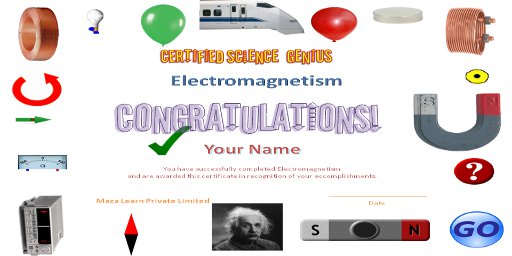 CERTIFIED SCIENCE GENIUS
Electromagnetism
S N
CONGRATULATIONS!
Your Name
?
You have successfully completed Electromagnetism
and are awarded this certificate in recognition of your accomplishments.
Maza Learn Private Limited
Date
S N
GO